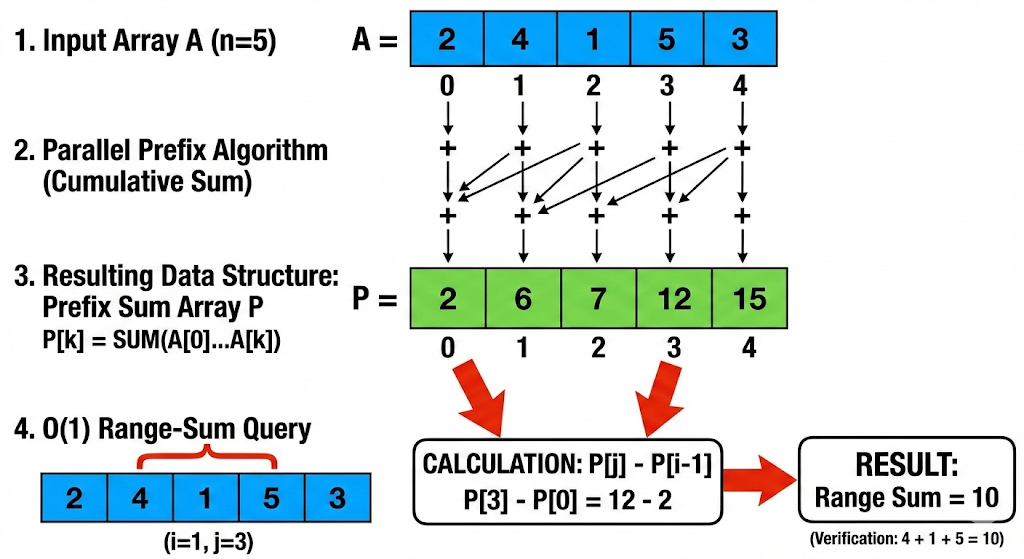 1. Input Array A (n=5)
A = 2 4 1 5 3
0 1 2 3 4
2. Parallel Prefix Algorithm
(Cumulative Sum)
+ + + + +
+ + + + +
3. Resulting Data Structure:
Prefix Sum Array P
P[k] = SUM(A[0]...A[k])
P = 2 6 7 12 15
0 1 2 3 4
4. O(1) Range-Sum Query
2 4 1 5 3
(i=1, j=3)
CALCULATION: P[j] - P[i-1]
P[3] - P[0] = 12 - 2
RESULT:
Range Sum = 10
(Verification: 4 + 1 + 5 = 10)